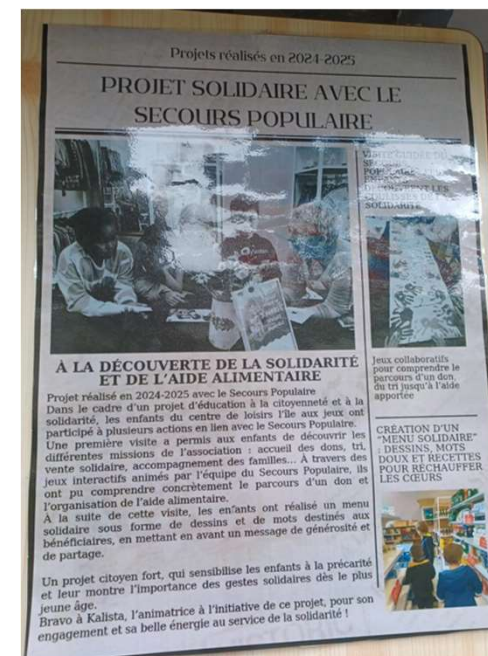 Projets réalisés en 2024-2025
PROJET SOLIDAIRE AVEC LE
SECOURS POPULAIRE
À LA DÉCOUVERTE DE LA SOLIDARITÉ
ET DE L'AIDE ALIMENTAIRE
Projet réalisé en 2024-2025 avec le Secours Populaire
Dans le cadre d'un projet d'éducation à la citoyenneté et à la
solidarité, les enfants du centre de loisirs l'île aux jeux ont
participé à plusieurs actions en lien avec le Secours Populaire.
Une première visite a permis aux enfants de découvrir les
différentes missions de l'association : accueil des dons, tri,
vente solidaire, accompagnement des familles... À travers des
jeux interactifs animés par l'équipe du Secours Populaire, ils
ont pu comprendre concrètement le parcours d'un don et
l'organisation de l'aide alimentaire.
À la suite de cette visite, les enfants ont réalisé un menu
solidaire sous forme de dessins et de mots destinés aux
bénéficiaires, en mettant en avant un message de générosité et
de partage.
Un projet citoyen fort, qui sensibilise les enfants à la précarité
et leur montre l'importance des gestes solidaires dès le plus
jeune âge.
Bravo à Kalista, l'animatrice à l'initiative de ce projet, pour son
engagement et sa belle énergie au service de la solidarité !
VISITE GUIDÉE DU
POPULAIRE
LES
COULISSES DE
SOLIDARITÉ
Jeux collaboratifs
pour comprendre le
parcours d'un don,
du tri jusqu'à l'aide
apportée
CRÉATION D'UN
"MENU SOLIDAIRE"
: DESSINS, MOTS
DOUX ET RECETTES
POUR RÉCHAUFFER
LES CŒURS